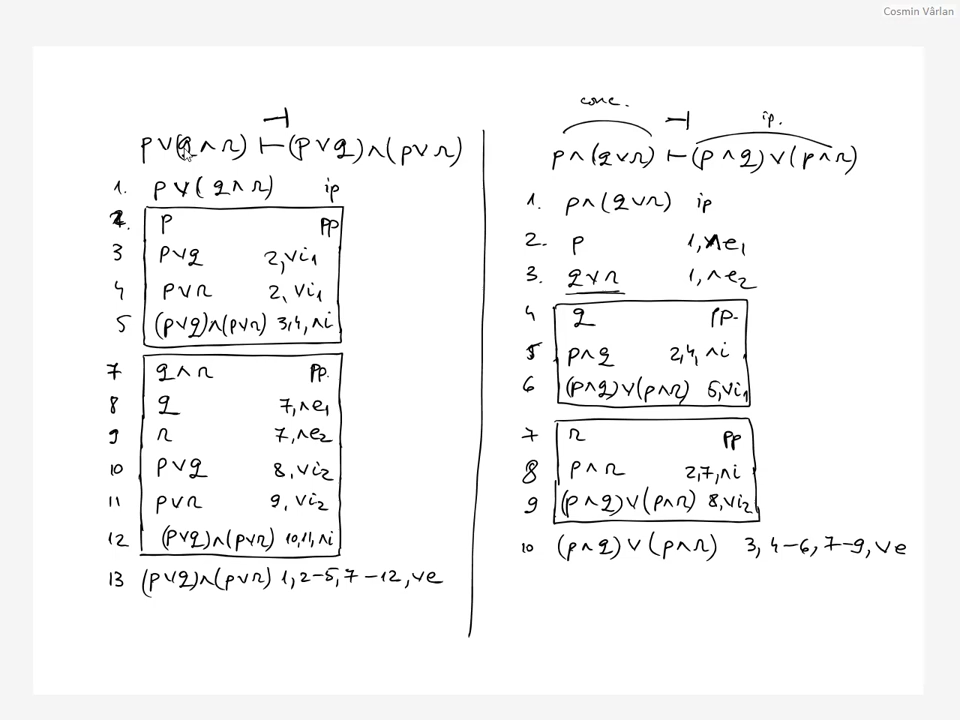 Cosmin Vârlan
⊣
p∨(q∧r) ⊢ (p∨q)∧(p∨r)
1. p∨(q∧r) ip
2. p pp
3 p∨q 2,∨i₁
4 p∨r 2,∨i₁
5 (p∨q)∧(p∨r) 3,4,∧i
7 q∧r pp.
8 q 7,∧e₁
9 r 7,∧e₂
10 p∨q 8,∨i₂
11 p∨r 9,∨i₂
12 (p∨q)∧(p∨r) 10,11,∧i
13 (p∨q)∧(p∨r) 1,2–5,7–12,∨e
conc.
⊣ ip.
p∧(q∨r) ⊢ (p∧q)∨(p∧r)
1. p∧(q∨r) ip
2. p 1,∧e₁
3. q∨r 1,∧e₂
4 q pp.
5 p∧q 2,4,∧i
6 (p∧q)∨(p∧r) 5,∨i₁
7 r pp
8 p∧r 2,7,∧i
9 (p∧q)∨(p∧r) 8,∨i₂
10 (p∧q)∨(p∧r) 3,4–6,7–9,∨e